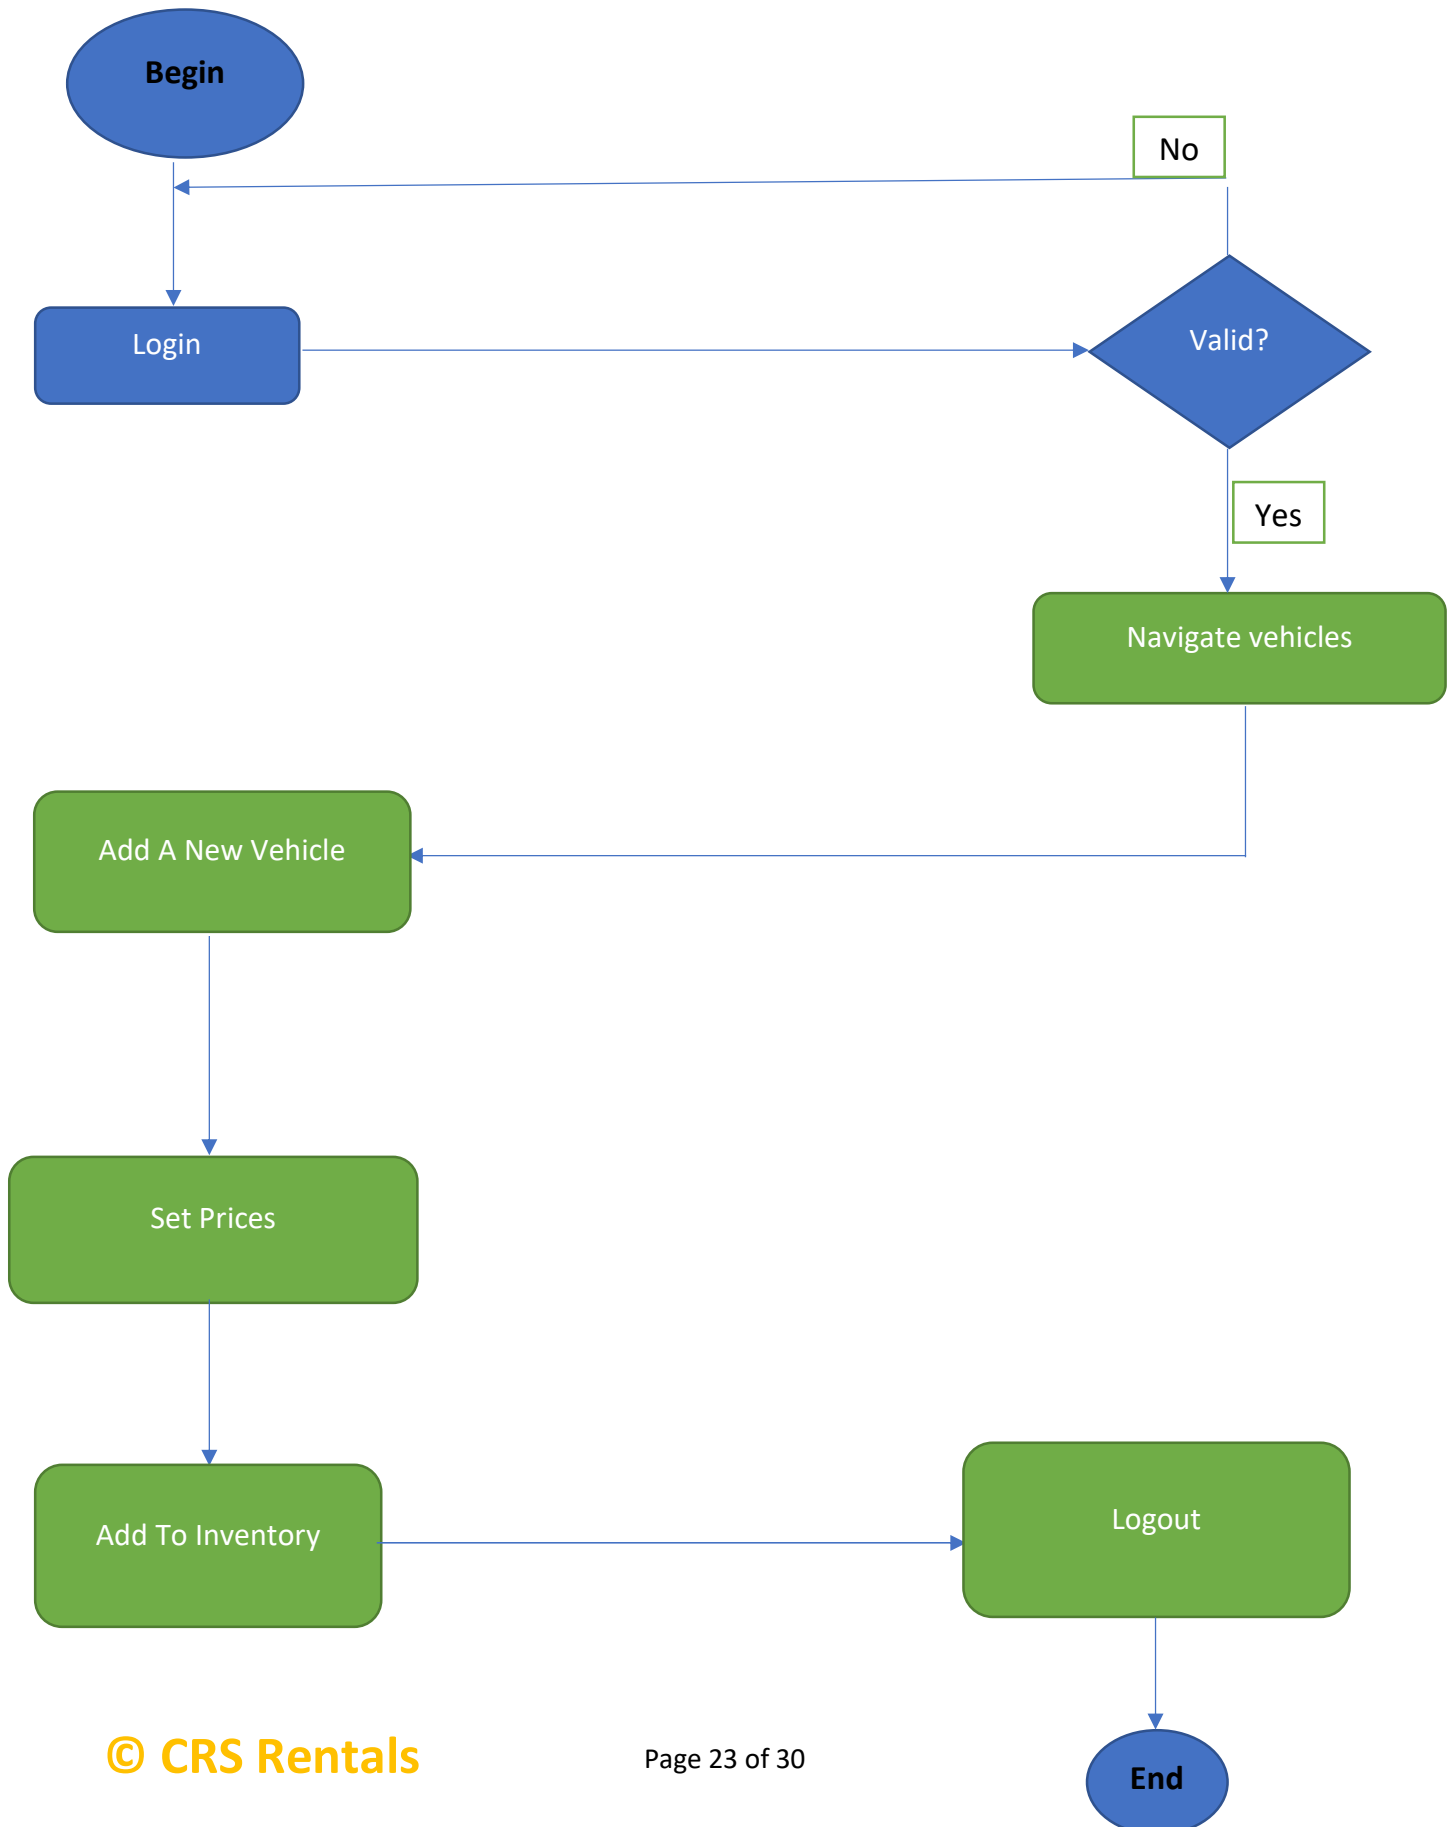 Begin
No
Login
Valid?
Yes
Navigate vehicles
Add A New Vehicle
Set Prices
Add To Inventory
Logout
© CRS Rentals
Page 23 of 30
End